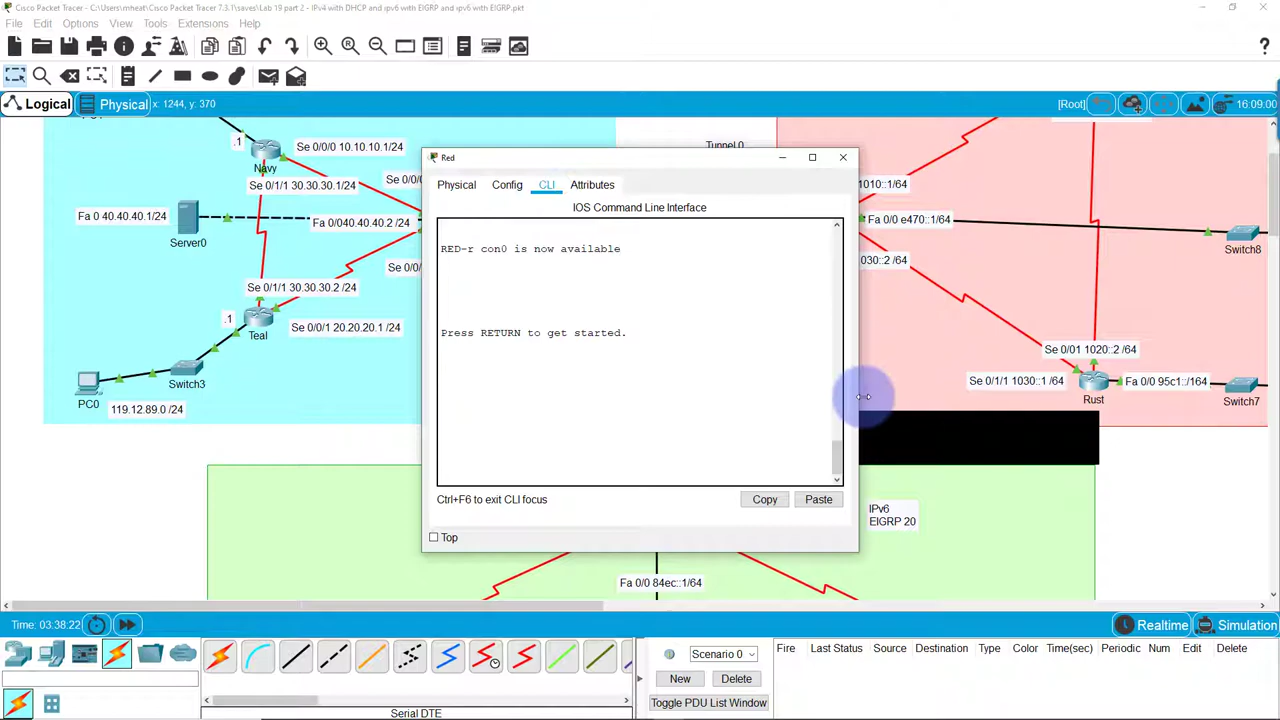 Cisco Packet Tracer - C:\Users\mheat\Cisco Packet Tracer 7.3.1\saves\Lab 19 part 2 - IPv4 with DHCP and ipv6 with EIGRP and ipv6 with EIGRP.pkt
File Edit Options View Tools Extensions Help
Logical Physical x: 1244, y: 370 [Root] 16:09:00
.1 Se 0/0/0 10.10.10.1/24
Navy
Se 0/1/1 30.30.30.1/24
Fa 0 40.40.40.1/24
Server0
Fa 0/040.40.40.2 /24
Se 0/1/1 30.30.30.2 /24
.1
Teal
Se 0/0/1 20.20.20.1 /24
Switch3
PC0
119.12.89.0 /24
Tunnel 0
Red
Physical Config CLI Attributes
IOS Command Line Interface
RED-r con0 is now available
Press RETURN to get started.
Ctrl+F6 to exit CLI focus
Copy Paste
Top
1010::1/64
Fa 0/0 e470::1/64
Switch8
030::2 /64
Se 0/01 1020::2 /64
Se 0/1/1 1030::1 /64
Rust
Fa 0/0 95c1::/164
Switch7
IPv6
EIGRP 20
Fa 0/0 84ec::1/64
Time: 03:38:22 Realtime Simulation
Scenario 0
New Delete
Toggle PDU List Window
Fire Last Status Source Destination Type Color Time(sec) Periodic Num Edit Delete
Serial DTE